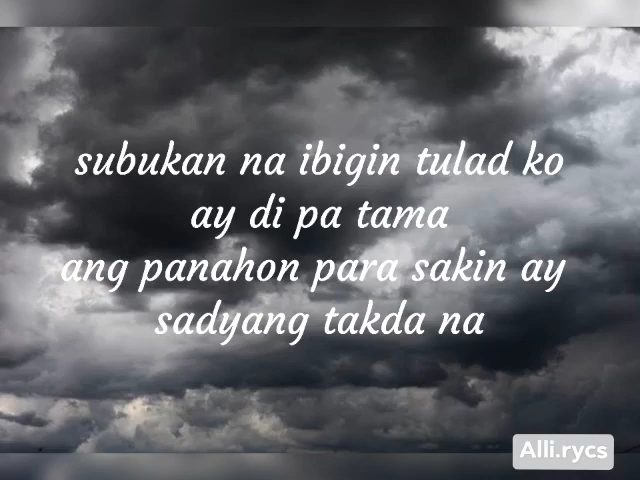 subukan na ibigin tulad ko
ay di pa tama
ang panahon para sakin ay
sadyang takda na
Alli.rycs